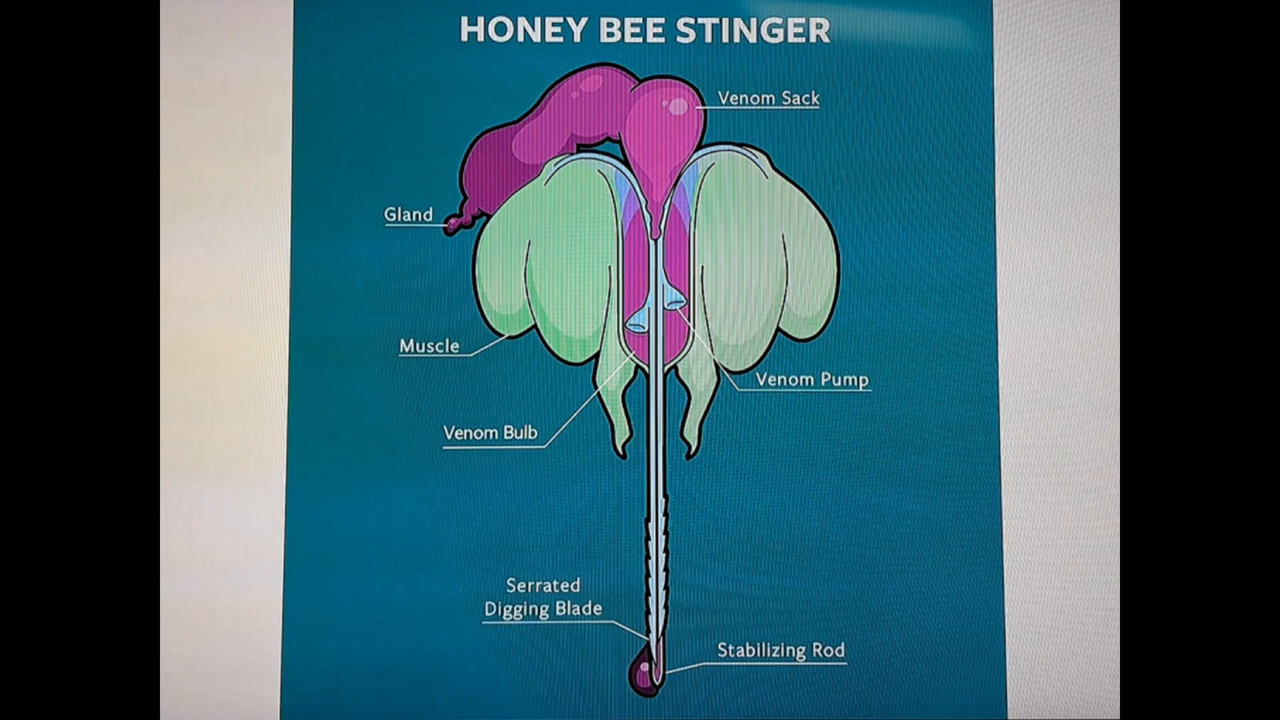 HONEY BEE STINGER
Venom Sack
Gland
Muscle
Venom Pump
Venom Bulb
Serrated
Digging Blade
Stabilizing Rod